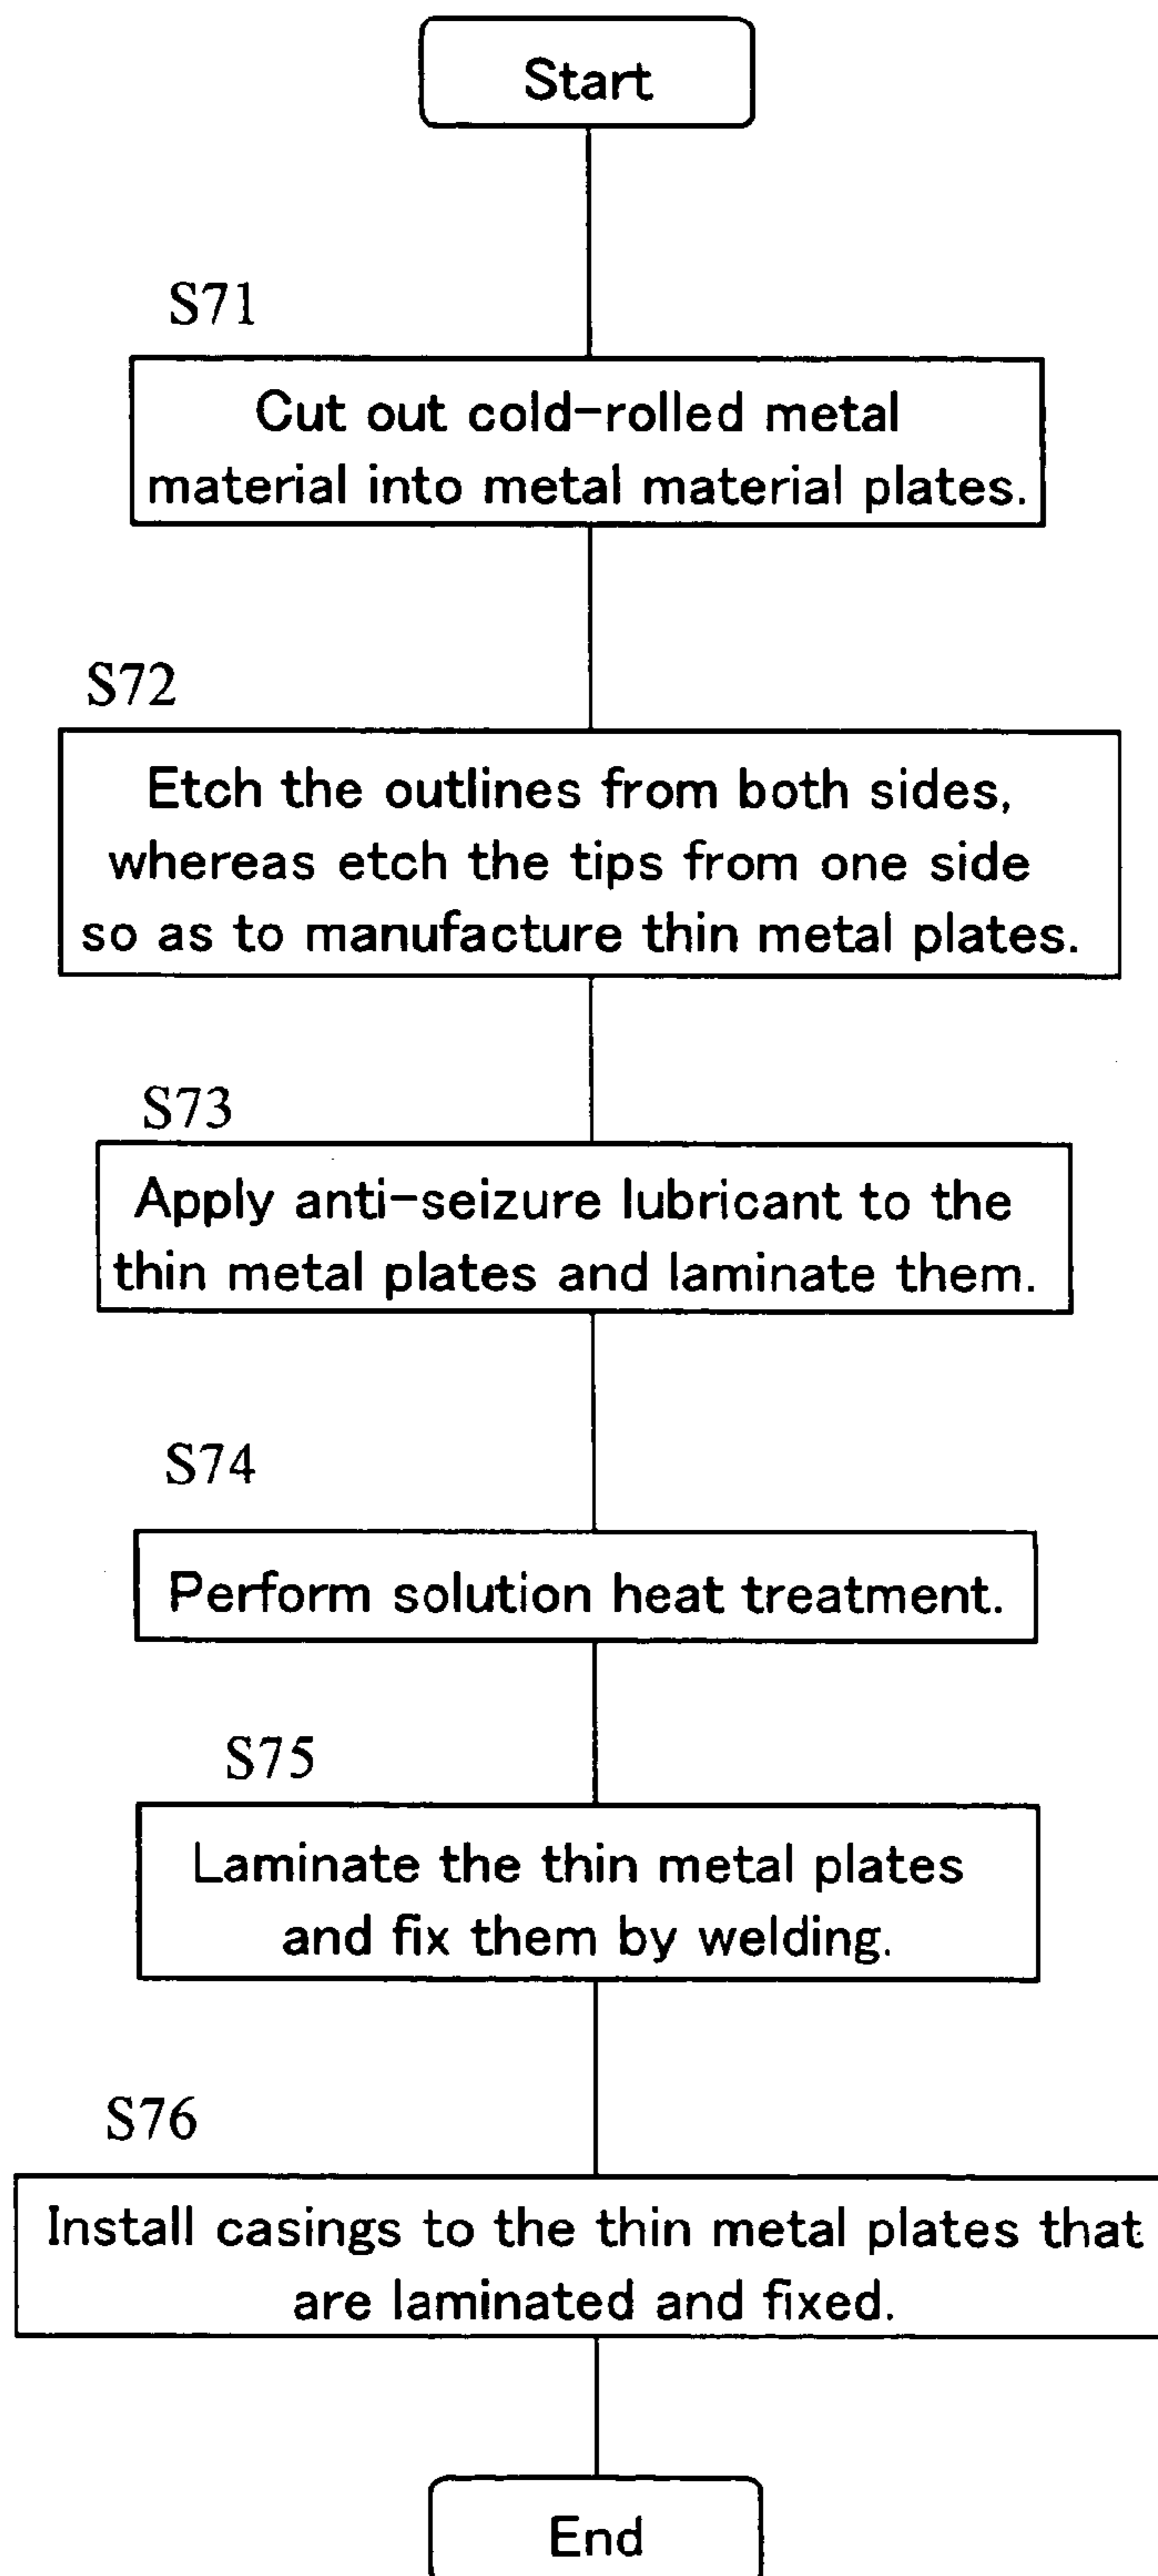 Start
S71
Cut out cold-rolled metal
material into metal material plates.
S72
Etch the outlines from both sides,
whereas etch the tips from one side
so as to manufacture thin metal plates.
S73
Apply anti-seizure lubricant to the
thin metal plates and laminate them.
S74
Perform solution heat treatment.
S75
Laminate the thin metal plates
and fix them by welding.
S76
Install casings to the thin metal plates that
are laminated and fixed.
End